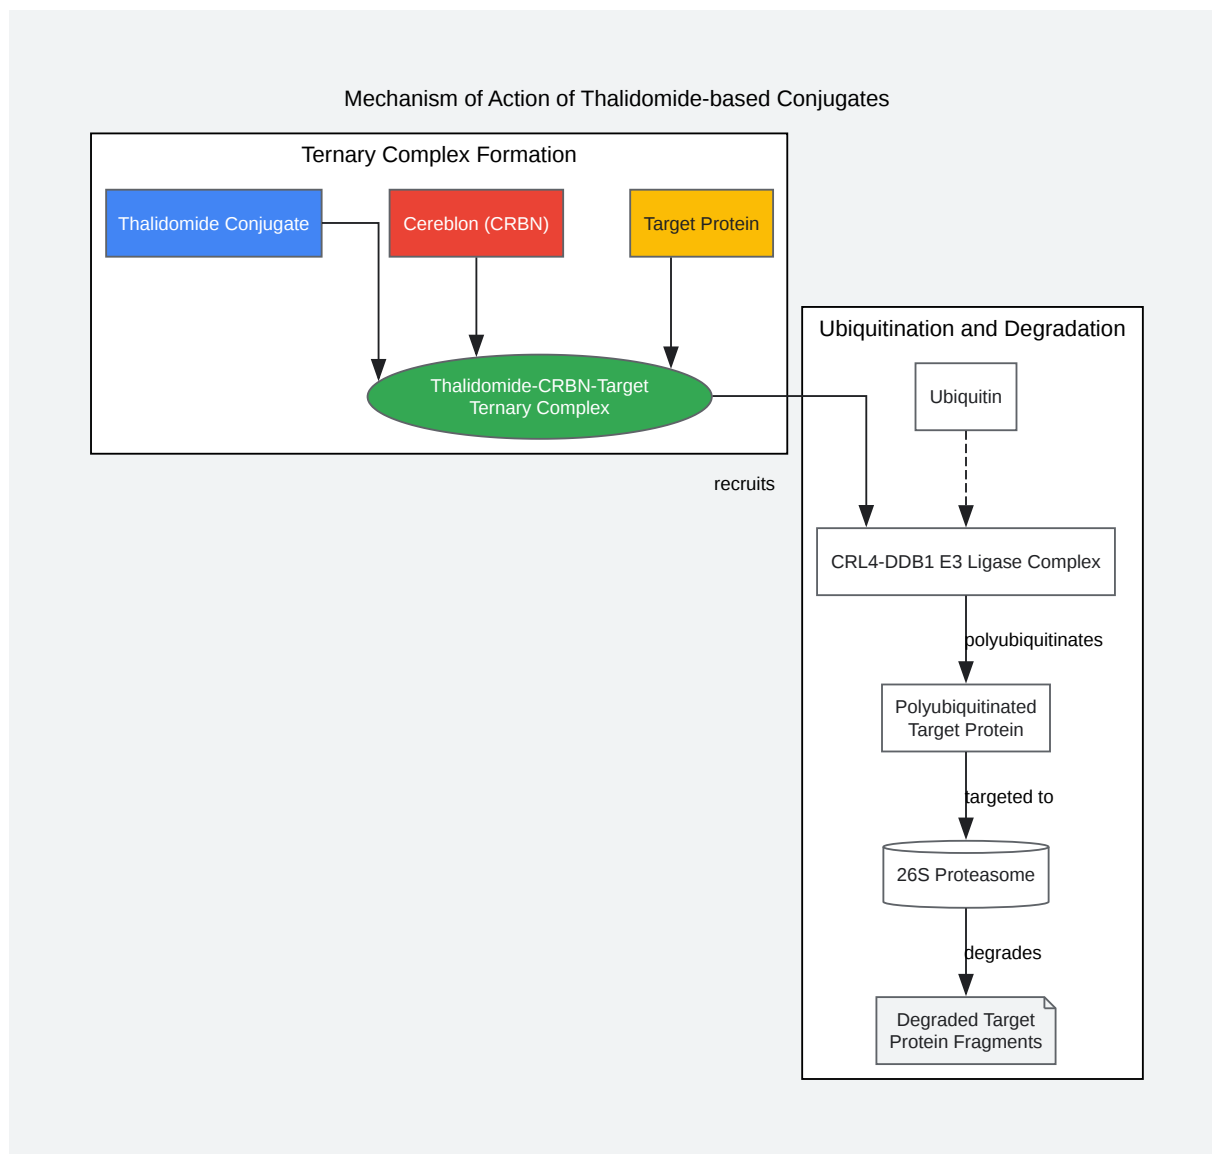 Mechanism of Action of Thalidomide-based Conjugates
Ternary Complex Formation
Thalidomide Conjugate
Cereblon (CRBN)
Target Protein
Thalidomide-CRBN-Target
Ternary Complex
recruits
Ubiquitination and Degradation
Ubiquitin
CRL4-DDB1 E3 Ligase Complex
polyubiquitinates
Polyubiquitinated
Target Protein
targeted to
26S Proteasome
degrades
Degraded Target
Protein Fragments